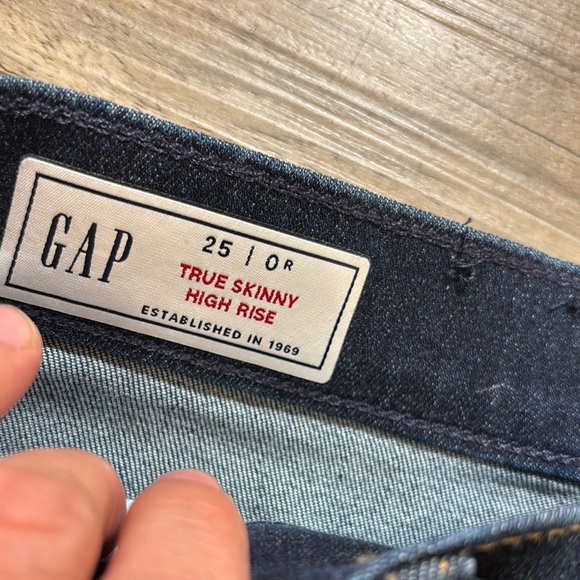 GAP
25 | 0R
TRUE SKINNY
HIGH RISE
ESTABLISHED IN 1969